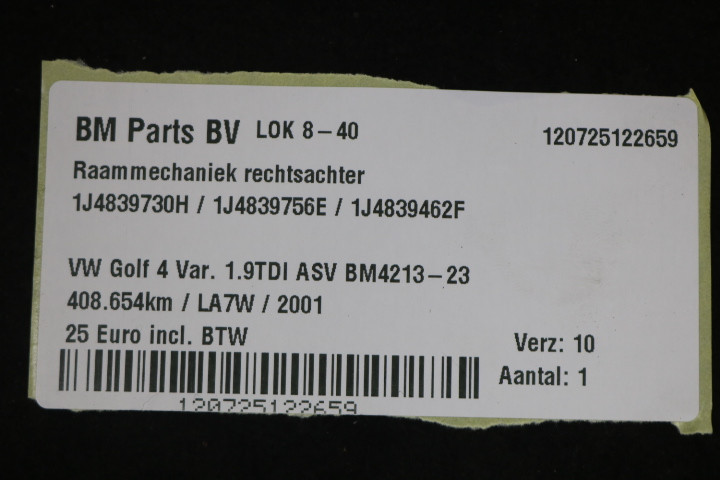 BM Parts BV LOK 8-40 120725122659
Raammechaniek rechtsachter
1J4839730H / 1J4839756E / 1J4839462F
VW Golf 4 Var. 1.9TDI ASV BM4213-23
408.654km / LA7W / 2001
25 Euro incl. BTW Verz: 10
Aantal: 1
120725122659